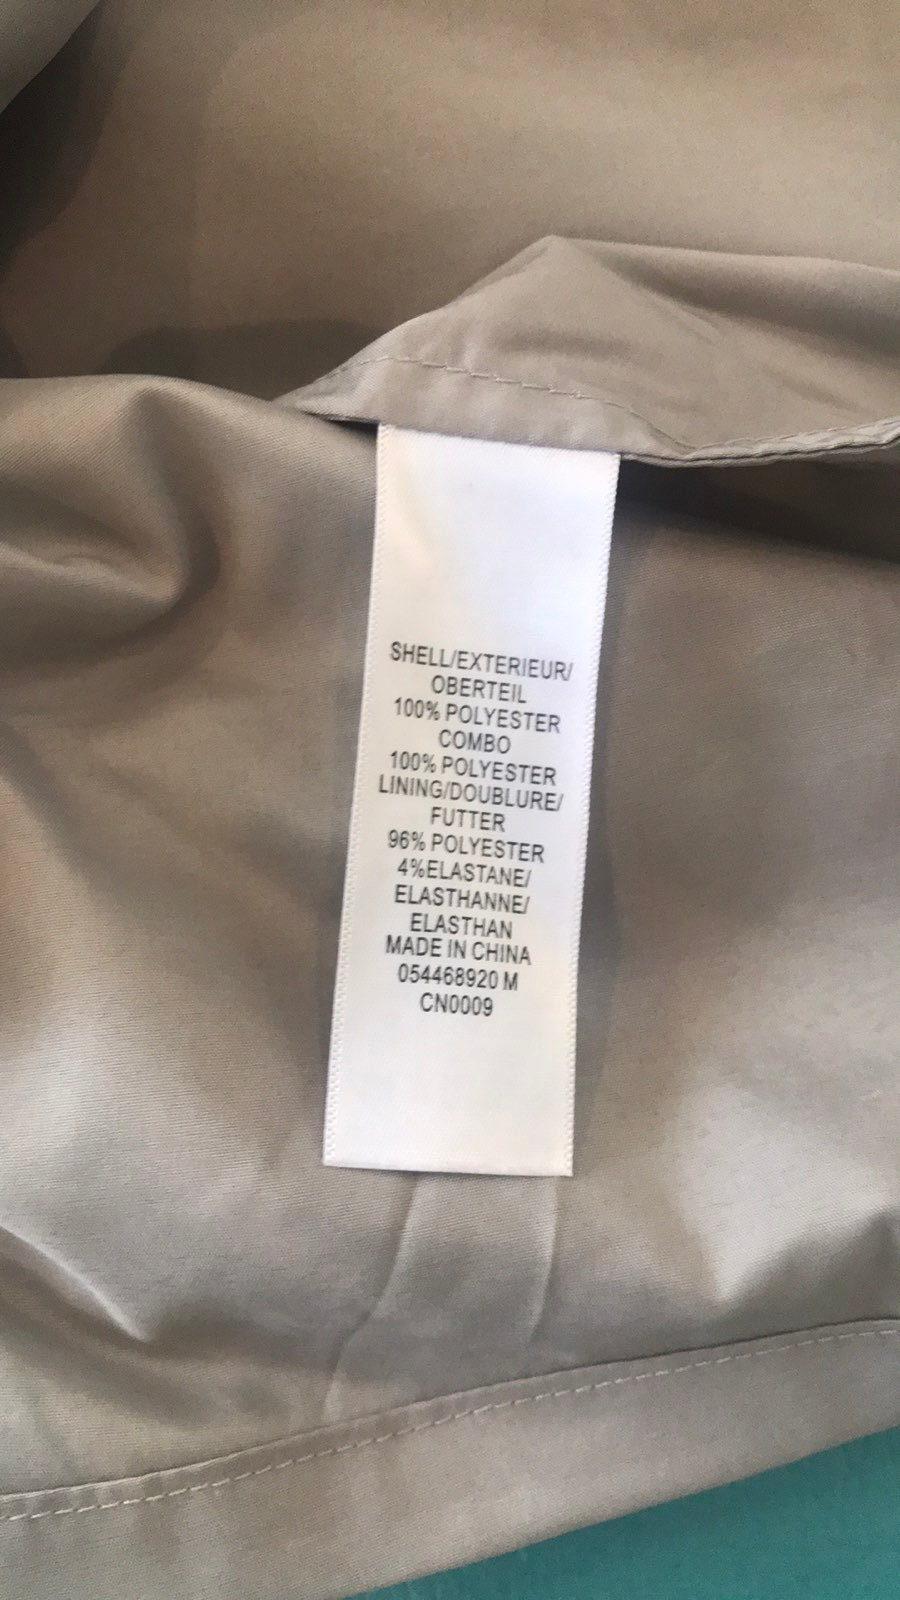 SHELL/EXTERIEUR/
OBERTEIL
100% POLYESTER
COMBO
100% POLYESTER
LINING/DOUBLURE/
FUTTER
96% POLYESTER
4%ELASTANE/
ELASTHANNE/
ELASTHAN
MADE IN CHINA
054468920 M
CN0009